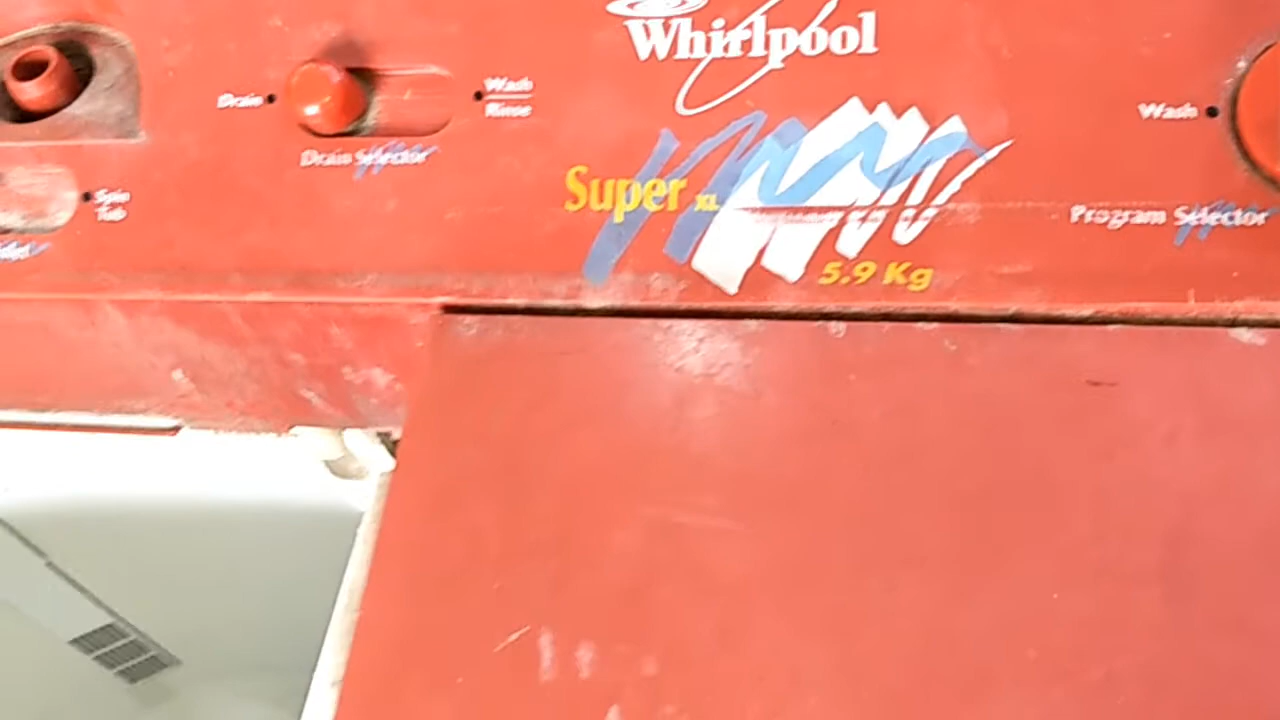 Whirlpool
Drain
Wash
Rinse
Drain Selector
Spin
Tub
Super XL
5.9 Kg
Wash
Program Selector